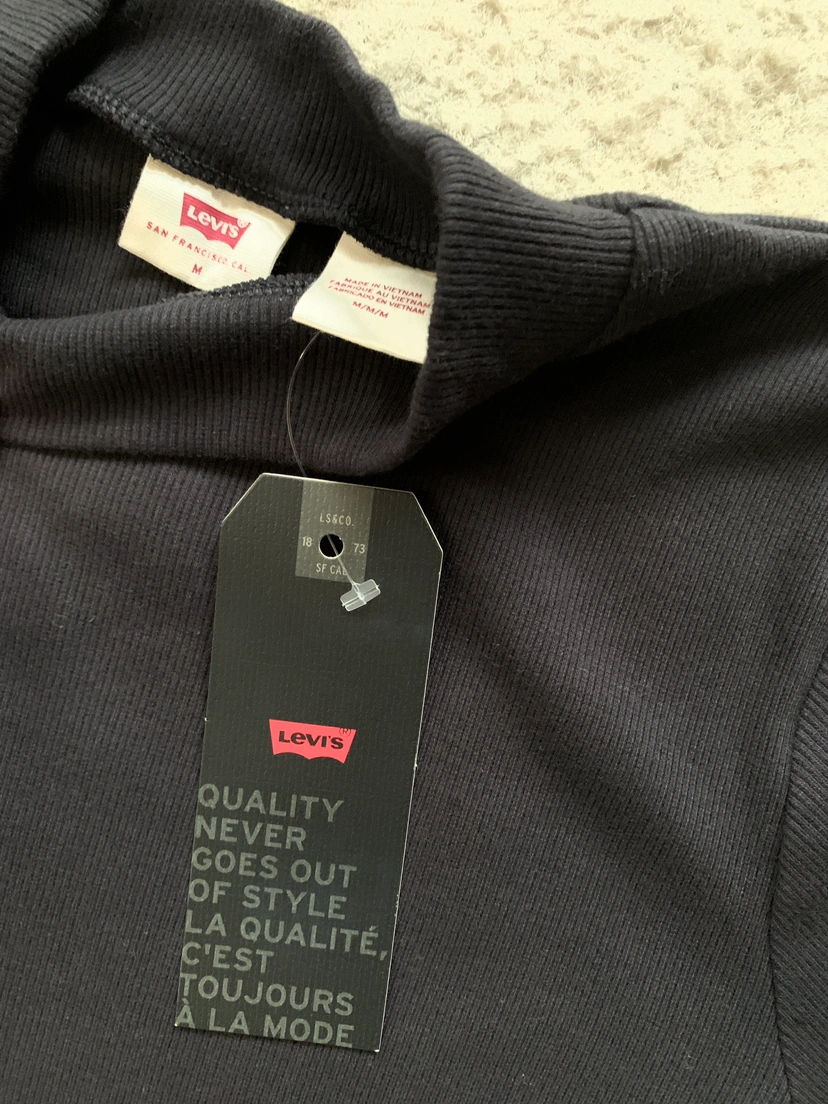 Levi's®
SAN FRANCISCO, CAL
M
MADE IN VIETNAM
FABRIQUÉ AU VIETNAM
FABRICADO EN VIETNAM
M/M/M
LS&CO.
18 73
SF CAL
Levi's®
QUALITY
NEVER
GOES OUT
OF STYLE
LA QUALITÉ,
C'EST
TOUJOURS
À LA MODE